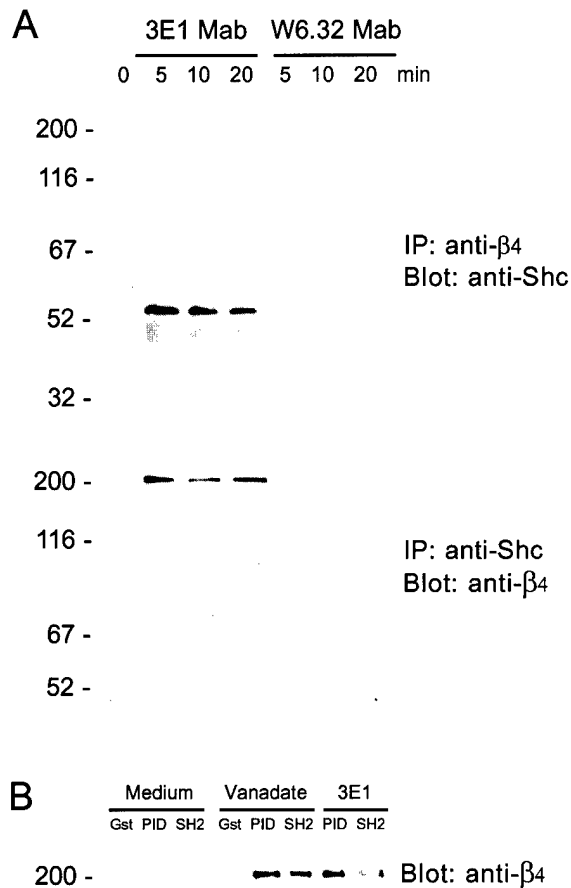 A
3E1 Mab W6.32 Mab
0 5 10 20 5 10 20 min
200 -
116 -
67 -
IP: anti-β4
Blot: anti-Shc
52 -
32 -
200 -
116 -
IP: anti-Shc
Blot: anti-β4
67 -
52 -
B
Medium Vanadate 3E1
Gst PID SH2 Gst PID SH2 PID SH2
200 - Blot: anti-β4